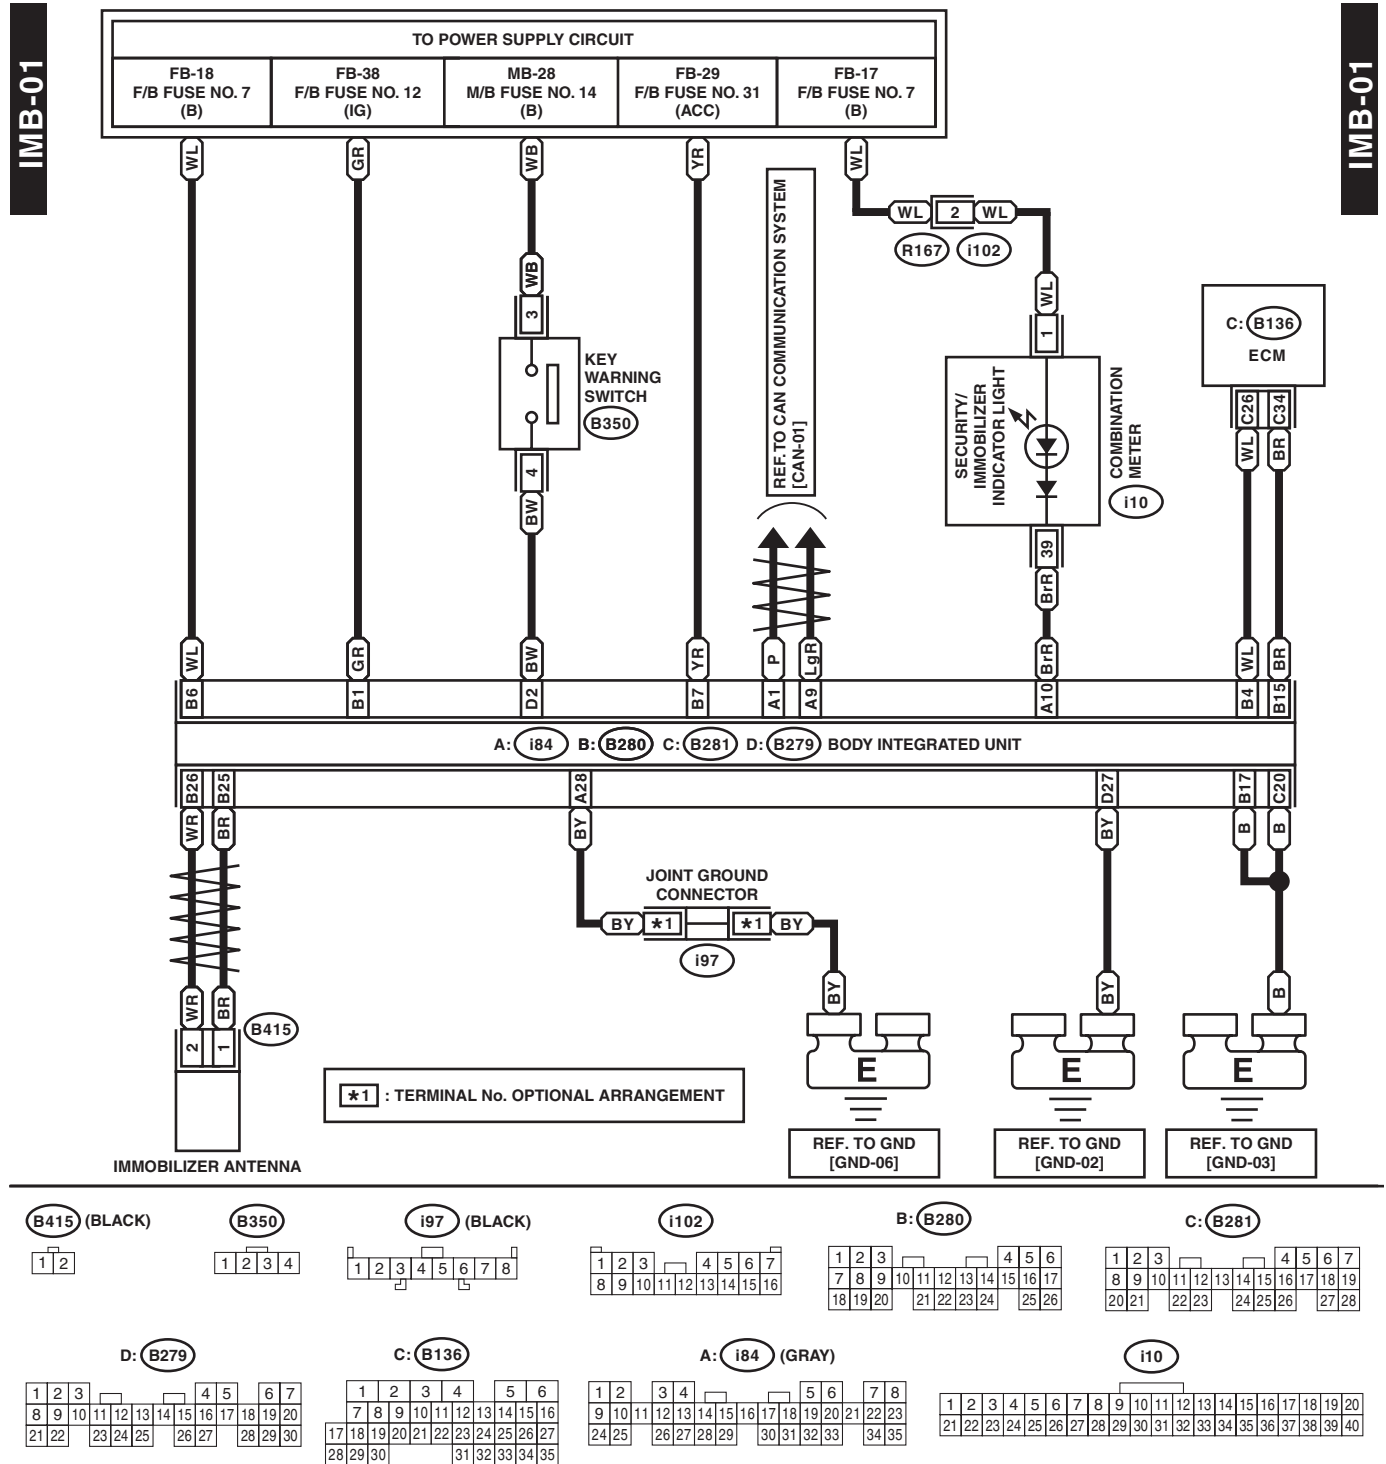 IMB-01
IMB-01
TO POWER SUPPLY CIRCUIT
FB-18
F/B FUSE NO. 7
(B)
FB-38
F/B FUSE NO. 12
(IG)
MB-28
M/B FUSE NO. 14
(B)
FB-29
F/B FUSE NO. 31
(ACC)
FB-17
F/B FUSE NO. 7
(B)
WL
GR
WB
YR
WL
WL 2 WL
R167 i102
WB
3
KEY
WARNING
SWITCH
B350
4
BW
REF.TO CAN COMMUNICATION SYSTEM
[CAN-01]
WL
1
SECURITY/
IMMOBILIZER
INDICATOR LIGHT
COMBINATION
METER
i10
39
BrR
C: B136
ECM
C26 C34
WL BR
WL GR BW YR P LgR BrR WL BR
B6 B1 D2 B7 A1 A9 A10 B4 B15
A: i84 B: B280 C: B281 D: B279 BODY INTEGRATED UNIT
B26 B25 A28 D27 B17 C20
WR BR BY BY B B
JOINT GROUND
CONNECTOR
BY *1 *1 BY
i97
WR BR
2 1
B415
IMMOBILIZER ANTENNA
BY BY B
E E E
*1 : TERMINAL No. OPTIONAL ARRANGEMENT
REF. TO GND
[GND-06]
REF. TO GND
[GND-02]
REF. TO GND
[GND-03]
B415 (BLACK)
1 2
B350
1 2 3 4
i97 (BLACK)
1 2 3 4 5 6 7 8
i102
1 2 3 4 5 6 7
8 9 10 11 12 13 14 15 16
B: B280
1 2 3 4 5 6
7 8 9 10 11 12 13 14 15 16 17
18 19 20 21 22 23 24 25 26
C: B281
1 2 3 4 5 6 7
8 9 10 11 12 13 14 15 16 17 18 19
20 21 22 23 24 25 26 27 28
D: B279
1 2 3 4 5 6 7
8 9 10 11 12 13 14 15 16 17 18 19 20
21 22 23 24 25 26 27 28 29 30
C: B136
1 2 3 4 5 6
7 8 9 10 11 12 13 14 15 16
17 18 19 20 21 22 23 24 25 26 27
28 29 30 31 32 33 34 35
A: i84 (GRAY)
1 2 3 4 5 6 7 8
9 10 11 12 13 14 15 16 17 18 19 20 21 22 23
24 25 26 27 28 29 30 31 32 33 34 35
i10
1 2 3 4 5 6 7 8 9 10 11 12 13 14 15 16 17 18 19 20
21 22 23 24 25 26 27 28 29 30 31 32 33 34 35 36 37 38 39 40